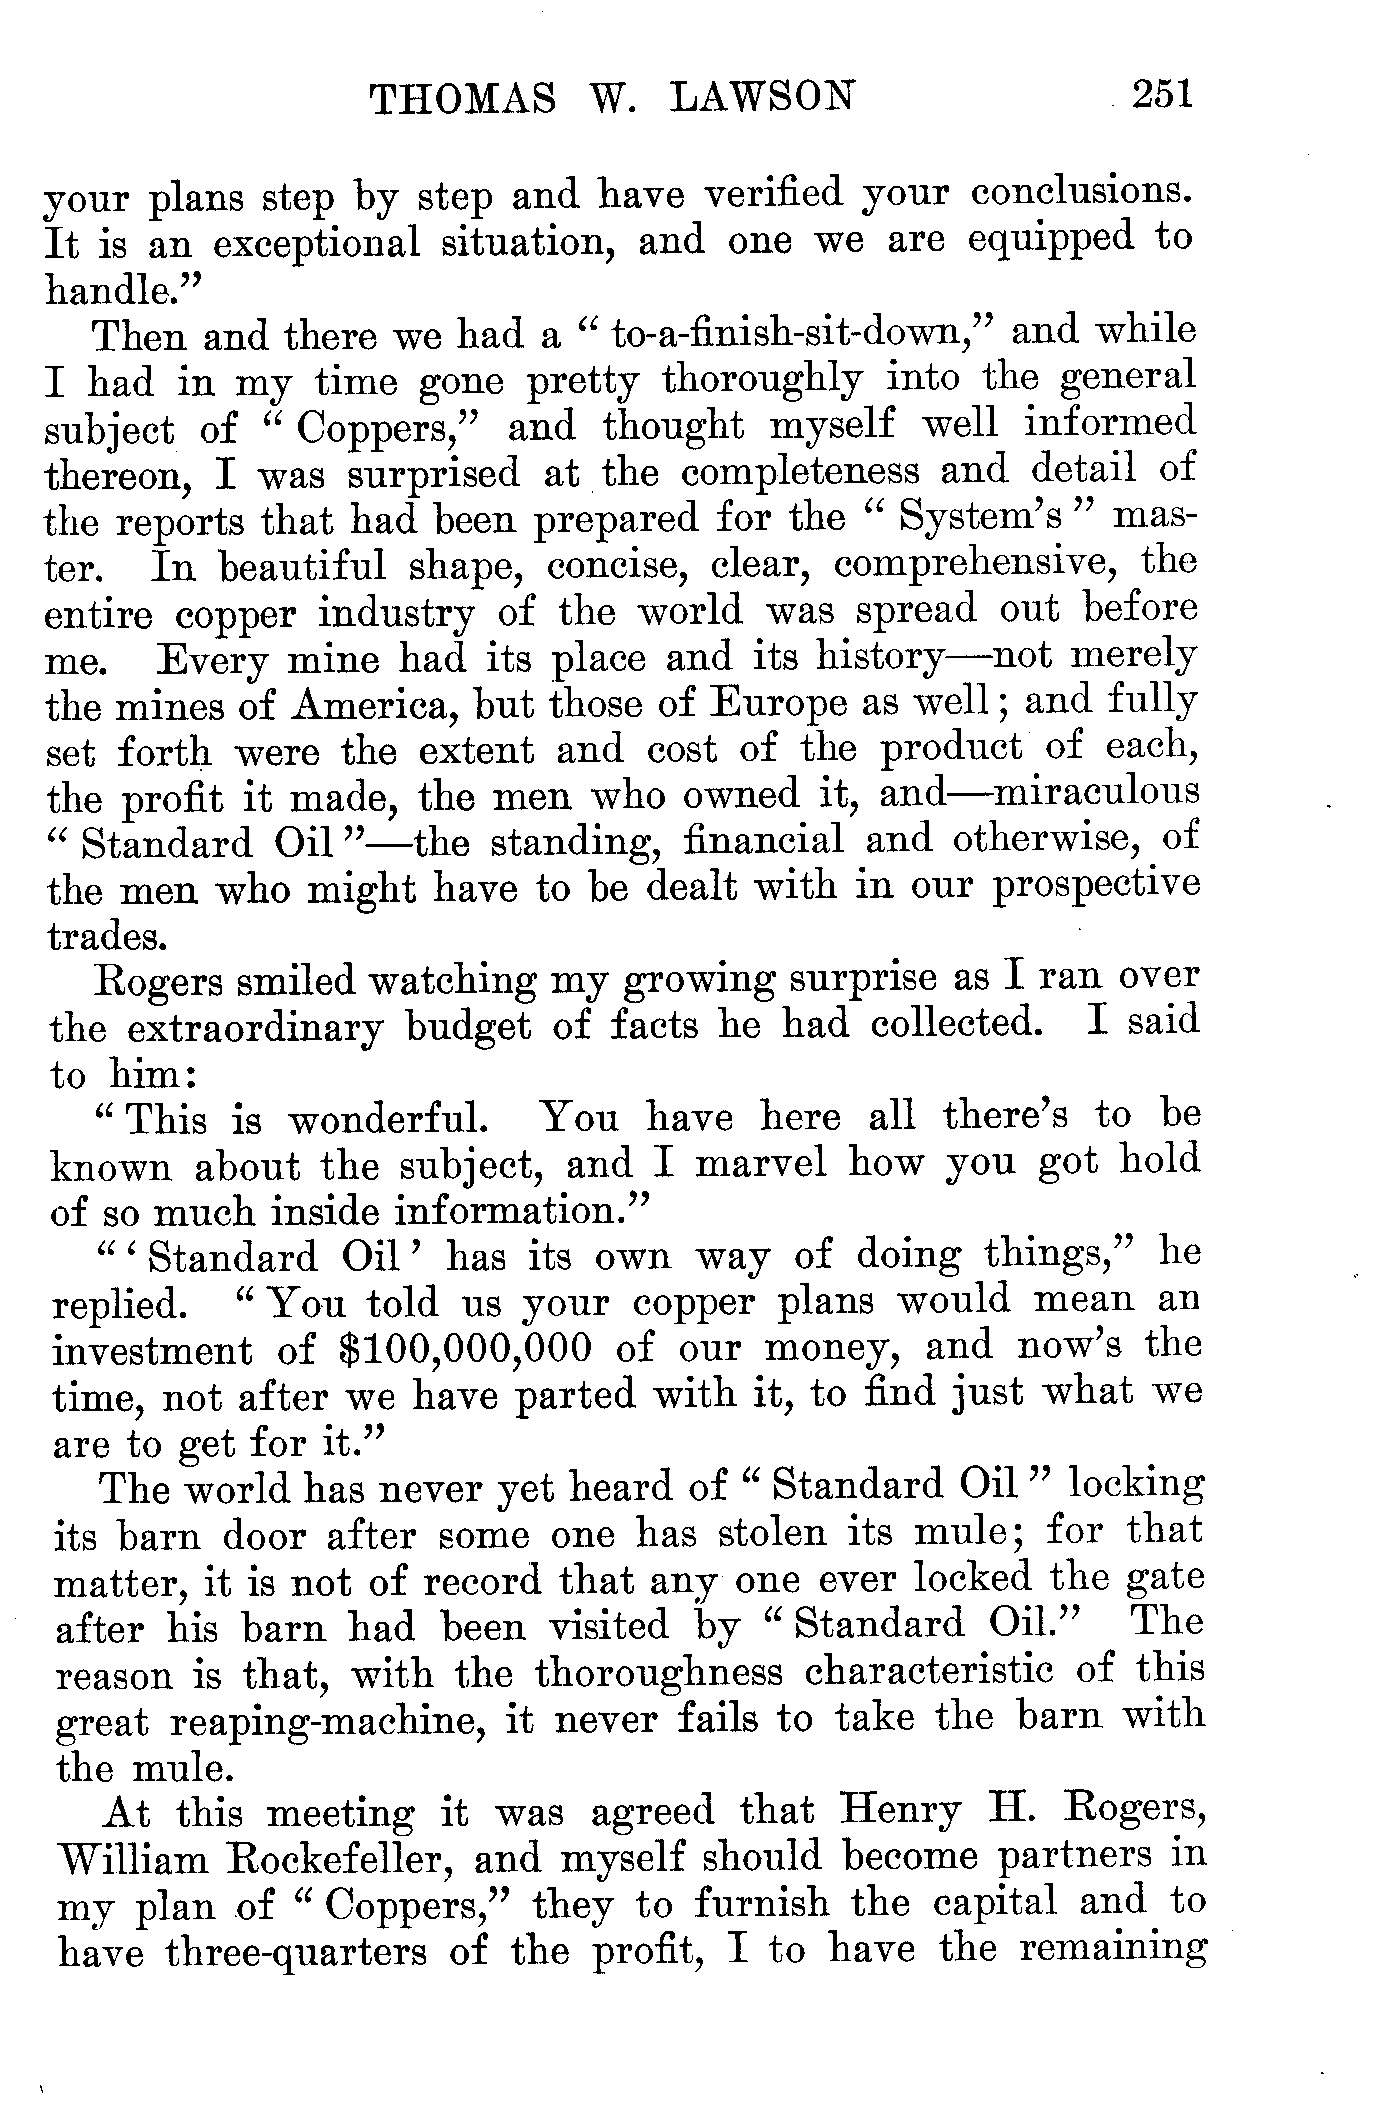 THOMAS W. LAWSON 251
your plans step by step and have verified your conclusions.
It is an exceptional situation, and one we are equipped to
handle.”
Then and there we had a “ to-a-finish-sit-down,” and while
I had in my time gone pretty thoroughly into the general
subject of “ Coppers,” and thought myself well informed
thereon, I was surprised at the completeness and detail of
the reports that had been prepared for the “ System’s ” mas-
ter. In beautiful shape, concise, clear, comprehensive, the
entire copper industry of the world was spread out before
me. Every mine had its place and its history—not merely
the mines of America, but those of Europe as well; and fully
set forth were the extent and cost of the product of each,
the profit it made, the men who owned it, and—miraculous
“ Standard Oil ”—the standing, financial and otherwise, of
the men who might have to be dealt with in our prospective
trades.
Rogers smiled watching my growing surprise as I ran over
the extraordinary budget of facts he had collected. I said
to him:
“ This is wonderful. You have here all there’s to be
known about the subject, and I marvel how you got hold
of so much inside information.”
“ ‘ Standard Oil ’ has its own way of doing things,” he
replied. “ You told us your copper plans would mean an
investment of $100,000,000 of our money, and now’s the
time, not after we have parted with it, to find just what we
are to get for it.”
The world has never yet heard of “ Standard Oil ” locking
its barn door after some one has stolen its mule; for that
matter, it is not of record that any one ever locked the gate
after his barn had been visited by “ Standard Oil.” The
reason is that, with the thoroughness characteristic of this
great reaping-machine, it never fails to take the barn with
the mule.
At this meeting it was agreed that Henry H. Rogers,
William Rockefeller, and myself should become partners in
my plan of “ Coppers,” they to furnish the capital and to
have three-quarters of the profit, I to have the remaining